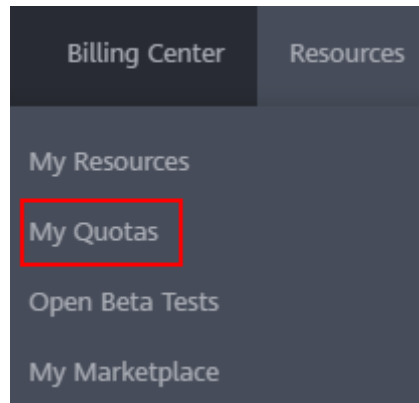 Billing Center Resources
My Resources
My Quotas
Open Beta Tests
My Marketplace